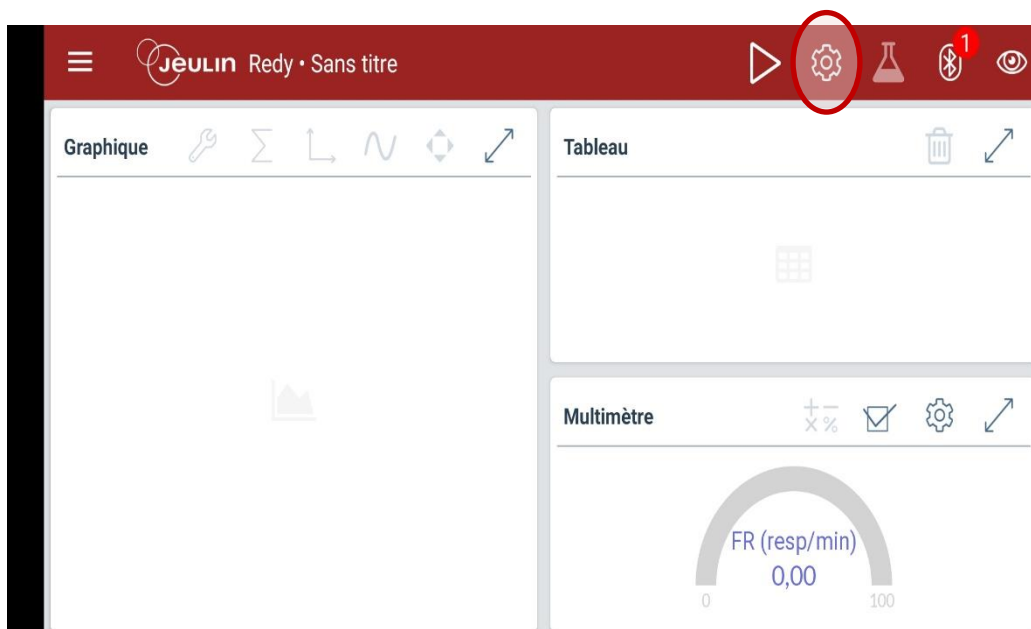 Jeulin Redy • Sans titre
1
Graphique
Tableau
Multimètre
FR (resp/min)
0,00
0
100